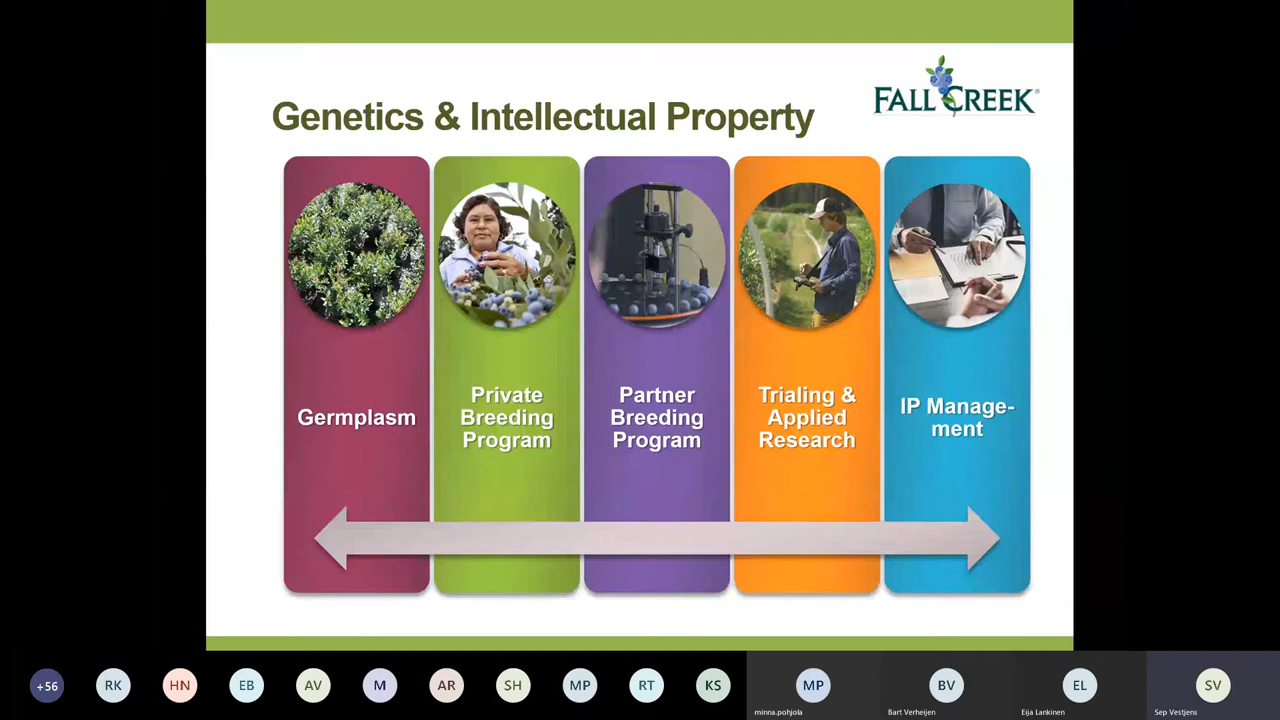 FALL CREEK®
Genetics & Intellectual Property
Germplasm
Private
Breeding
Program
Partner
Breeding
Program
Trialing &
Applied
Research
IP Manage-
ment
+56
RK
HN
EB
AV
M
AR
SH
MP
RT
KS
MP
minna.pohjola
BV
Bart Verheijen
EL
Eija Lankinen
SV
Sep Vestjens